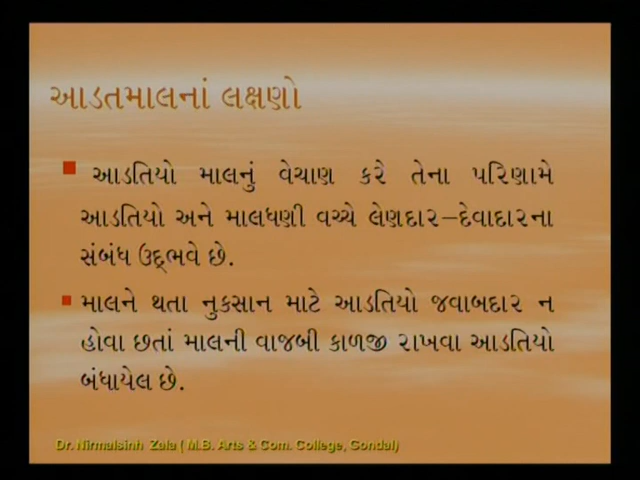 આડતમાલનાં લક્ષણો
આડતિયો માલનું વેચાણ કરે તેના પરિણામે
આડતિયો અને માલધણી વચ્ચે લેણદાર–દેવાદારના
સંબંધ ઉદ્ભવે છે.
માલને થતા નુકસાન માટે આડતિયો જવાબદાર ન
હોવા છતાં માલની વાજબી કાળજી રાખવા આડતિયો
બંધાયેલ છે.
Dr. Nirmalsinh Zala ( M.B. Arts & Com. College, Gondal)